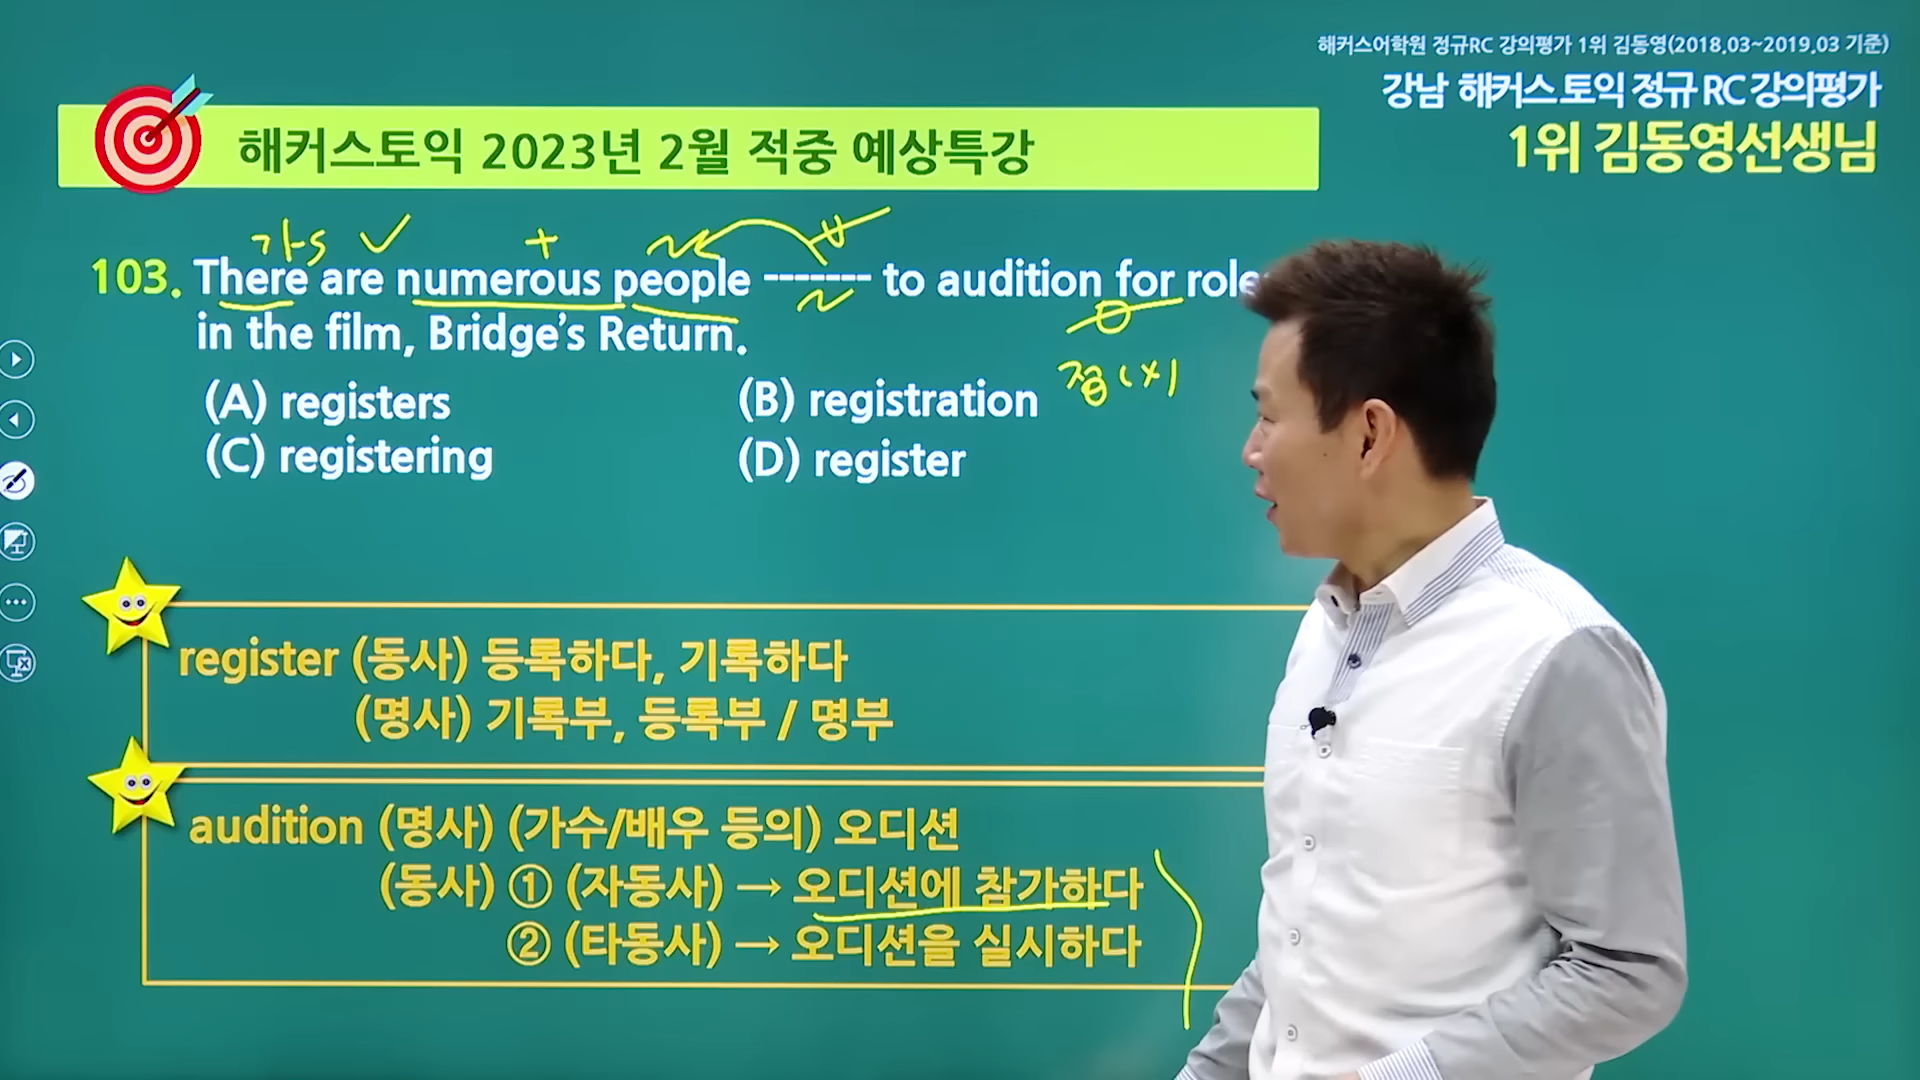 해커스어학원 정규RC 강의평가 1위 김동영(2018.03~2019.03 기준)
강남 해커스토익 정규 RC 강의평가
1위 김동영선생님
해커스토익 2023년 2월 적중 예상특강
가S
+
103. There are numerous people ------- to audition for role
in the film, Bridge's Return.
(A) registers
(B) registration
(C) registering
(D) register
register (동사) 등록하다, 기록하다
(명사) 기록부, 등록부 / 명부
audition (명사) (가수/배우 등의) 오디션
(동사) ① (자동사) → 오디션에 참가하다
② (타동사) → 오디션을 실시하다